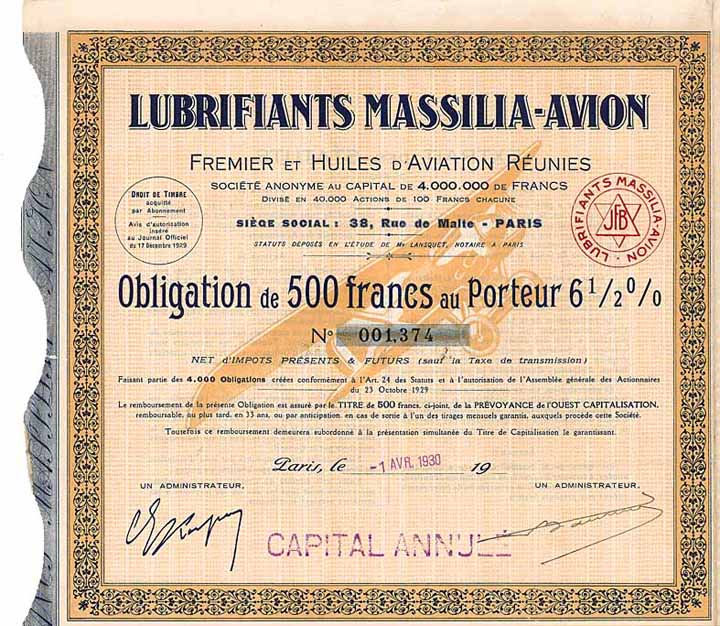 LUBRIFIANTS MASSILIA-AVION
FREMIER ET HUILES D'AVIATION RÉUNIES
SOCIÉTÉ ANONYME AU CAPITAL DE 4.000.000 DE FRANCS
DIVISÉ EN 40.000 ACTIONS DE 100 FRANCS CHACUNE
DROIT DE TIMBRE
acquitté
par Abonnement
Avis d'autorisation
inséré
au Journal Officiel
du 17 Décembre 1929
LUBRIFIANTS MASSILIA-AVION
JFB
SIÈGE SOCIAL : 38, Rue de Malte - PARIS
STATUTS DÉPOSÉS EN L'ÉTUDE DE Me LANSQUET, NOTAIRE A PARIS
Obligation de 500 francs au Porteur 6 1/2 %
No 001,374
NET D'IMPOTS PRÉSENTS & FUTURS (sauf la Taxe de transmission)
Faisant partie des 4.000 Obligations créées conformément à l'Art. 24 des Statuts et à l'autorisation de l'Assemblée générale des Actionnaires
du 23 Octobre 1929
Le remboursement de la présente Obligation est assuré par le TITRE de 500 francs, ci-joint, de la PRÉVOYANCE de l'OUEST CAPITALISATION,
remboursable, au plus tard, en 35 ans, ou par anticipation, en cas de sortie à l'un des tirages mensuels garantis, auxquels procède cette Société.
Toutefois ce remboursement demeurera subordonné à la présentation simultanée du Titre de Capitalisation le garantissant.
Paris, le -1 AVR. 1930 19
UN ADMINISTRATEUR, UN ADMINISTRATEUR,
CAPITAL ANNULÉ